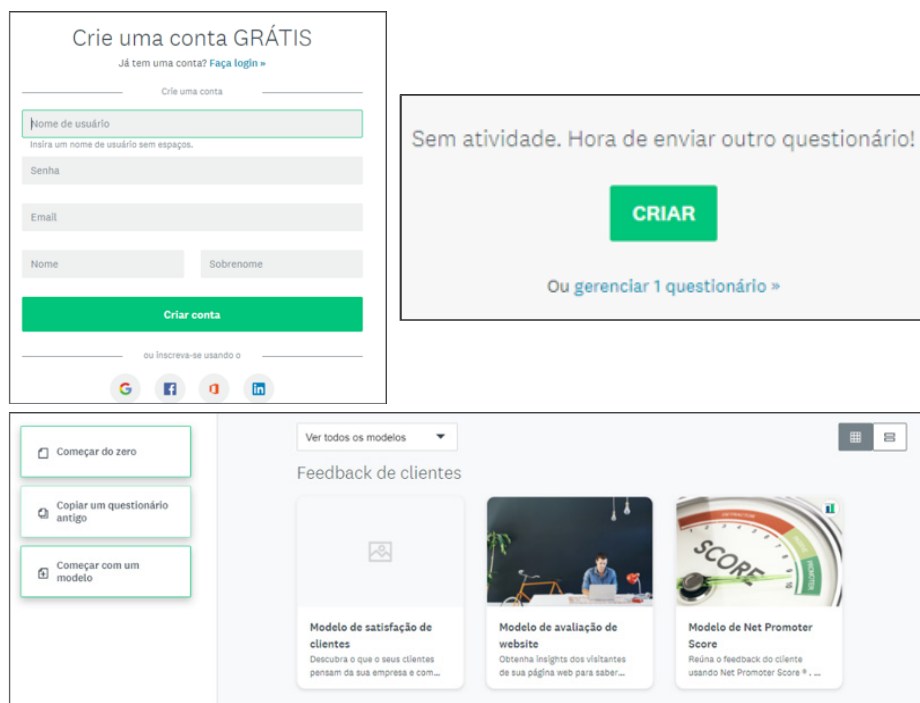 Crie uma conta GRÁTIS
Já tem uma conta? Faça login »
Crie uma conta
Nome de usuário
Insira um nome de usuário sem espaços.
Senha
Email
Nome
Sobrenome
Criar conta
ou inscreva-se usando o
Sem atividade. Hora de enviar outro questionário!
CRIAR
Ou gerenciar 1 questionário »
Começar do zero
Copiar um questionário
antigo
Começar com um
modelo
Ver todos os modelos
Feedback de clientes
Modelo de satisfação de
clientes
Descubra o que o seus clientes
pensam da sua empresa e com...
Modelo de avaliação de
website
Obtenha insights dos visitantes
de sua página web para saber...
SCORE
Modelo de Net Promoter
Score
Reúna o feedback do cliente
usando Net Promoter Score ® . ...